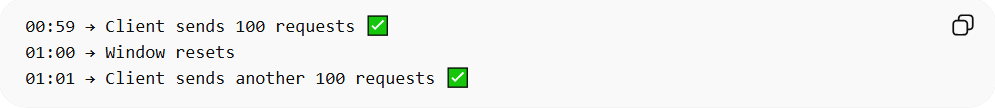 00:59 → Client sends 100 requests ✅
01:00 → Window resets
01:01 → Client sends another 100 requests ✅